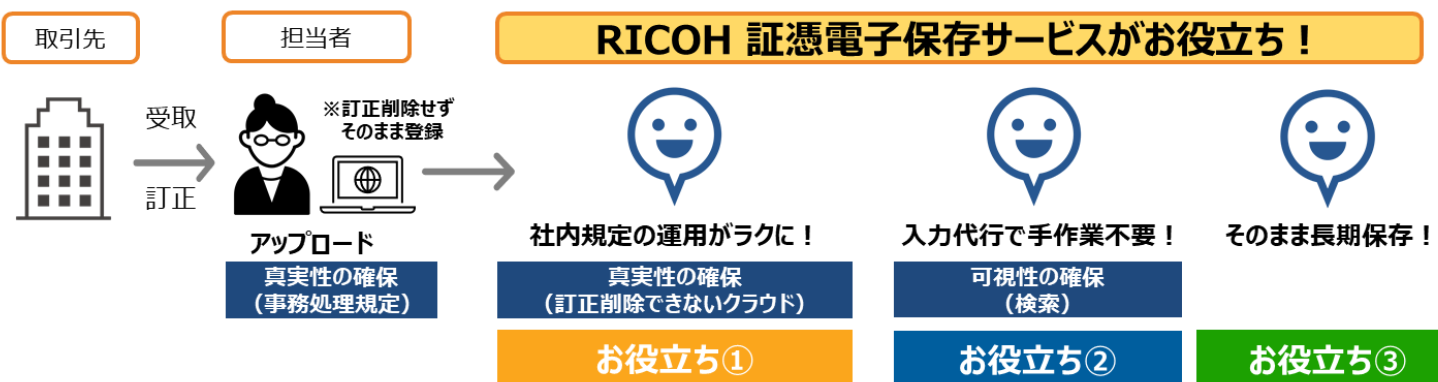 取引先
担当者
RICOH 証憑電子保存サービスがお役立ち！
受取
訂正
※訂正削除せず
そのまま登録
アップロード
真実性の確保
（事務処理規定）
社内規定の運用がラクに！
真実性の確保
（訂正削除できないクラウド）
お役立ち①
入力代行で手作業不要！
可視性の確保
（検索）
お役立ち②
そのまま長期保存！
お役立ち③